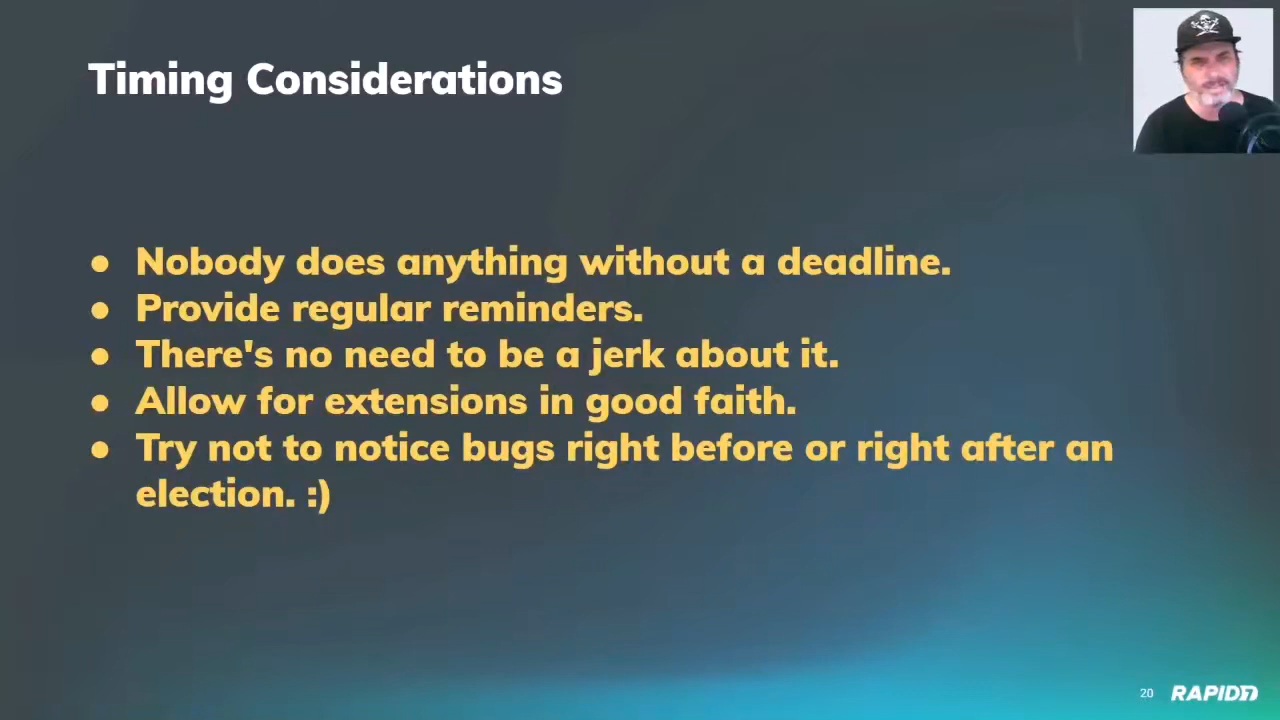 Timing Considerations
● Nobody does anything without a deadline.
● Provide regular reminders.
● There's no need to be a jerk about it.
● Allow for extensions in good faith.
● Try not to notice bugs right before or right after an
election. :)
20 RAPID7